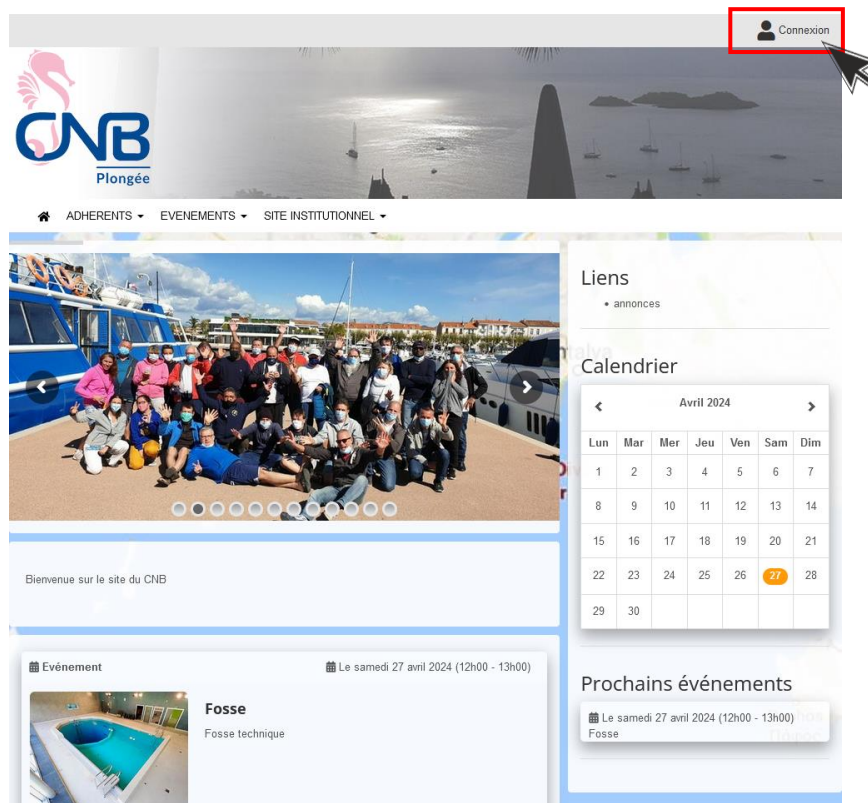 Connexion
CNB
Plongée
ADHERENTS
EVENEMENTS
SITE INSTITUTIONNEL
Liens
annonces
Calendrier
Avril 2024
Lun Mar Mer Jeu Ven Sam Dim
1 2 3 4 5 6 7
8 9 10 11 12 13 14
15 16 17 18 19 20 21
22 23 24 25 26 27 28
29 30
Bienvenue sur le site du CNB
Evénement Le samedi 27 avril 2024 (12h00 - 13h00)
Fosse
Fosse technique
Prochains événements
Le samedi 27 avril 2024 (12h00 - 13h00)
Fosse